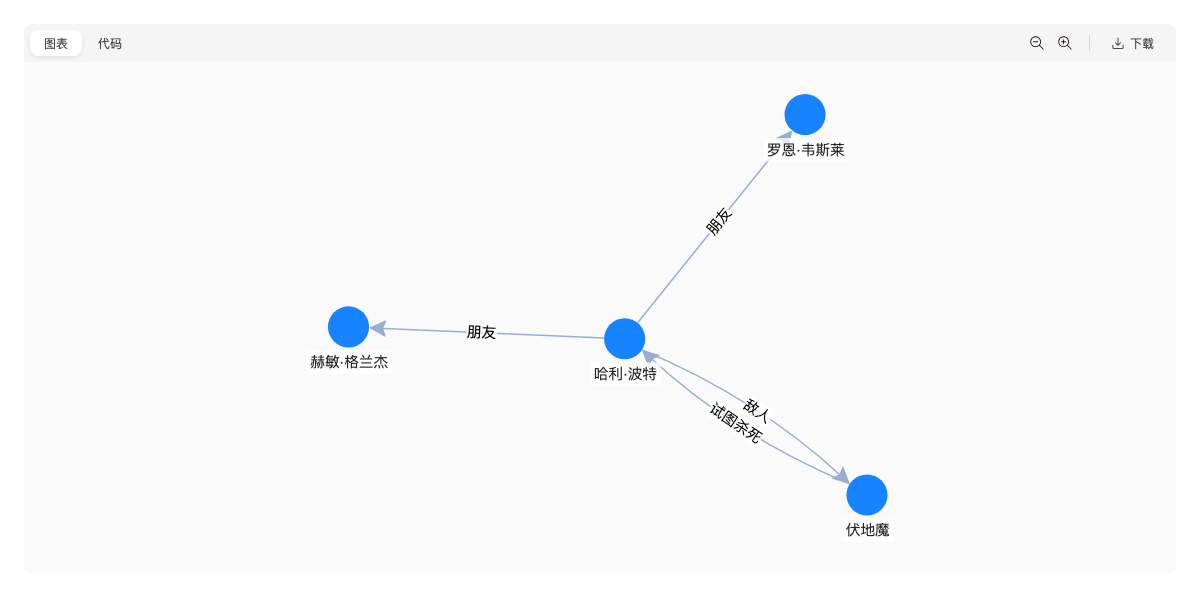 图表
代码
下载
罗恩·韦斯莱
朋友
朋友
赫敏·格兰杰
哈利·波特
敌人
试图杀死
伏地魔